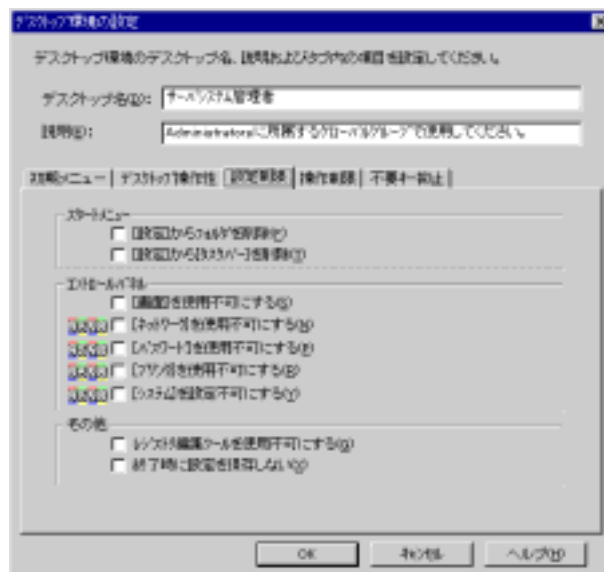 デスクトップ環境の設定
デスクトップ環境のデスクトップ名、説明およびタブ内の項目を設定してください。
デスクトップ名(D): サーバシステム管理者
説明(E): Administratorsに所属するグローバルグループで使用してください。
初期メニュー デスクトップ操作性 設定制限 操作制限 不要キー抑止
スタートメニュー
[設定]からフォルダを削除(F)
[設定]から[タスクバー]を削除(T)
コントロールパネル
[画面]を使用不可にする(S)
[ネットワーク]を使用不可にする(N)
[パスワード]を使用不可にする(P)
[プリンタ]を使用不可にする(R)
[システム]を設定不可にする(Y)
その他
レジストリ編集ツールを使用不可にする(G)
終了時に設定を保存しない(V)
OK キャンセル ヘルプ(H)